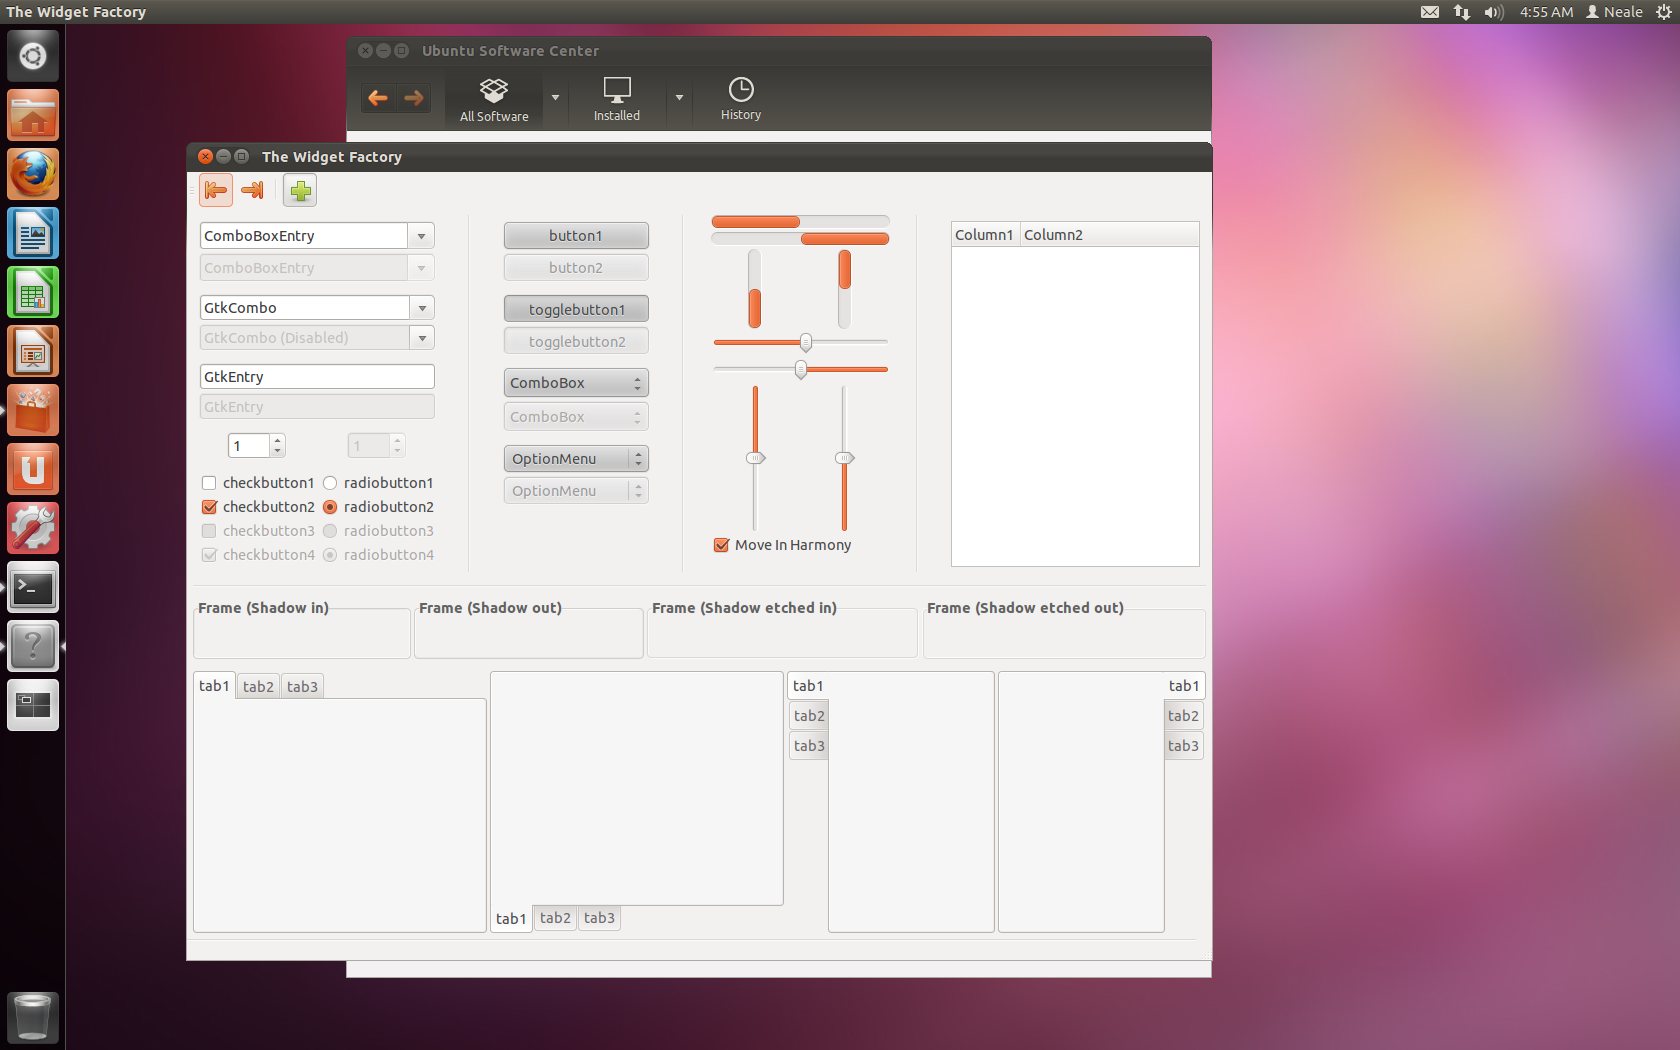 The Widget Factory
4:55 AM Neale
Ubuntu Software Center
All Software Installed History
The Widget Factory
ComboBoxEntry
ComboBoxEntry
GtkCombo
GtkCombo (Disabled)
GtkEntry
GtkEntry
1 1
checkbutton1 radiobutton1
checkbutton2 radiobutton2
checkbutton3 radiobutton3
checkbutton4 radiobutton4
button1
button2
togglebutton1
togglebutton2
ComboBox
ComboBox
OptionMenu
OptionMenu
Move In Harmony
Column1 Column2
Frame (Shadow in) Frame (Shadow out) Frame (Shadow etched in) Frame (Shadow etched out)
tab1 tab2 tab3
tab1 tab2 tab3
tab1
tab2
tab3
tab1
tab2
tab3